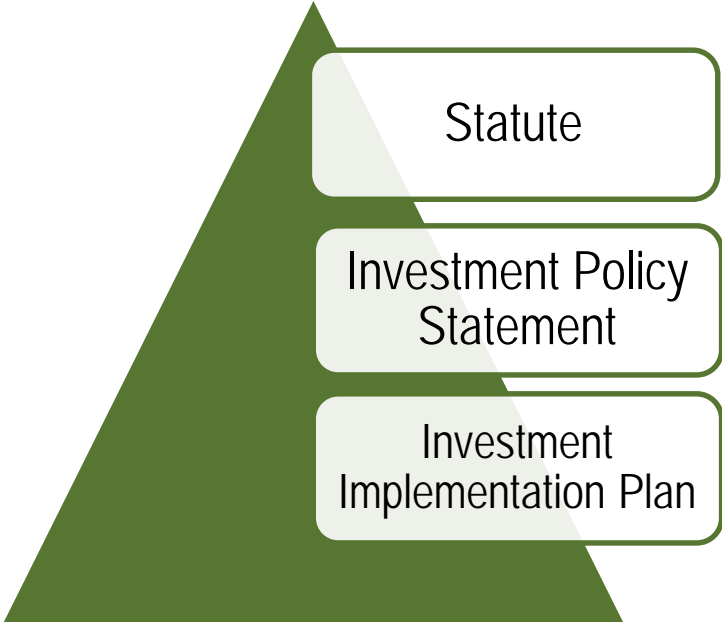 Statute
Investment Policy
Statement
Investment
Implementation Plan